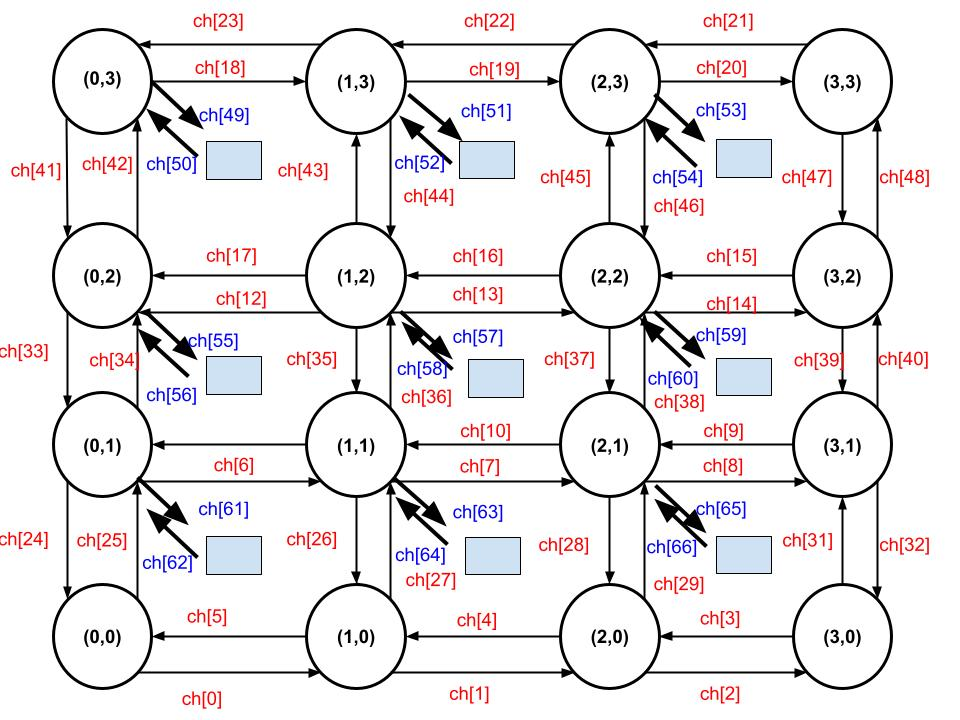 ch[23]
ch[22]
ch[21]
(0,3)
ch[18]
(1,3)
ch[19]
(2,3)
ch[20]
(3,3)
ch[49]
ch[51]
ch[53]
ch[41]
ch[42]
ch[50]
ch[43]
ch[52]
ch[44]
ch[45]
ch[54]
ch[46]
ch[47]
ch[48]
(0,2)
ch[17]
ch[12]
(1,2)
ch[16]
ch[13]
(2,2)
ch[15]
ch[14]
(3,2)
ch[33]
ch[34]
ch[55]
ch[56]
ch[35]
ch[57]
ch[58]
ch[36]
ch[37]
ch[59]
ch[60]
ch[38]
ch[39]
ch[40]
(0,1)
ch[6]
(1,1)
ch[10]
ch[7]
(2,1)
ch[9]
ch[8]
(3,1)
ch[24]
ch[25]
ch[61]
ch[62]
ch[26]
ch[63]
ch[64]
ch[27]
ch[28]
ch[65]
ch[66]
ch[29]
ch[31]
ch[32]
(0,0)
ch[5]
(1,0)
ch[4]
(2,0)
ch[3]
(3,0)
ch[0]
ch[1]
ch[2]